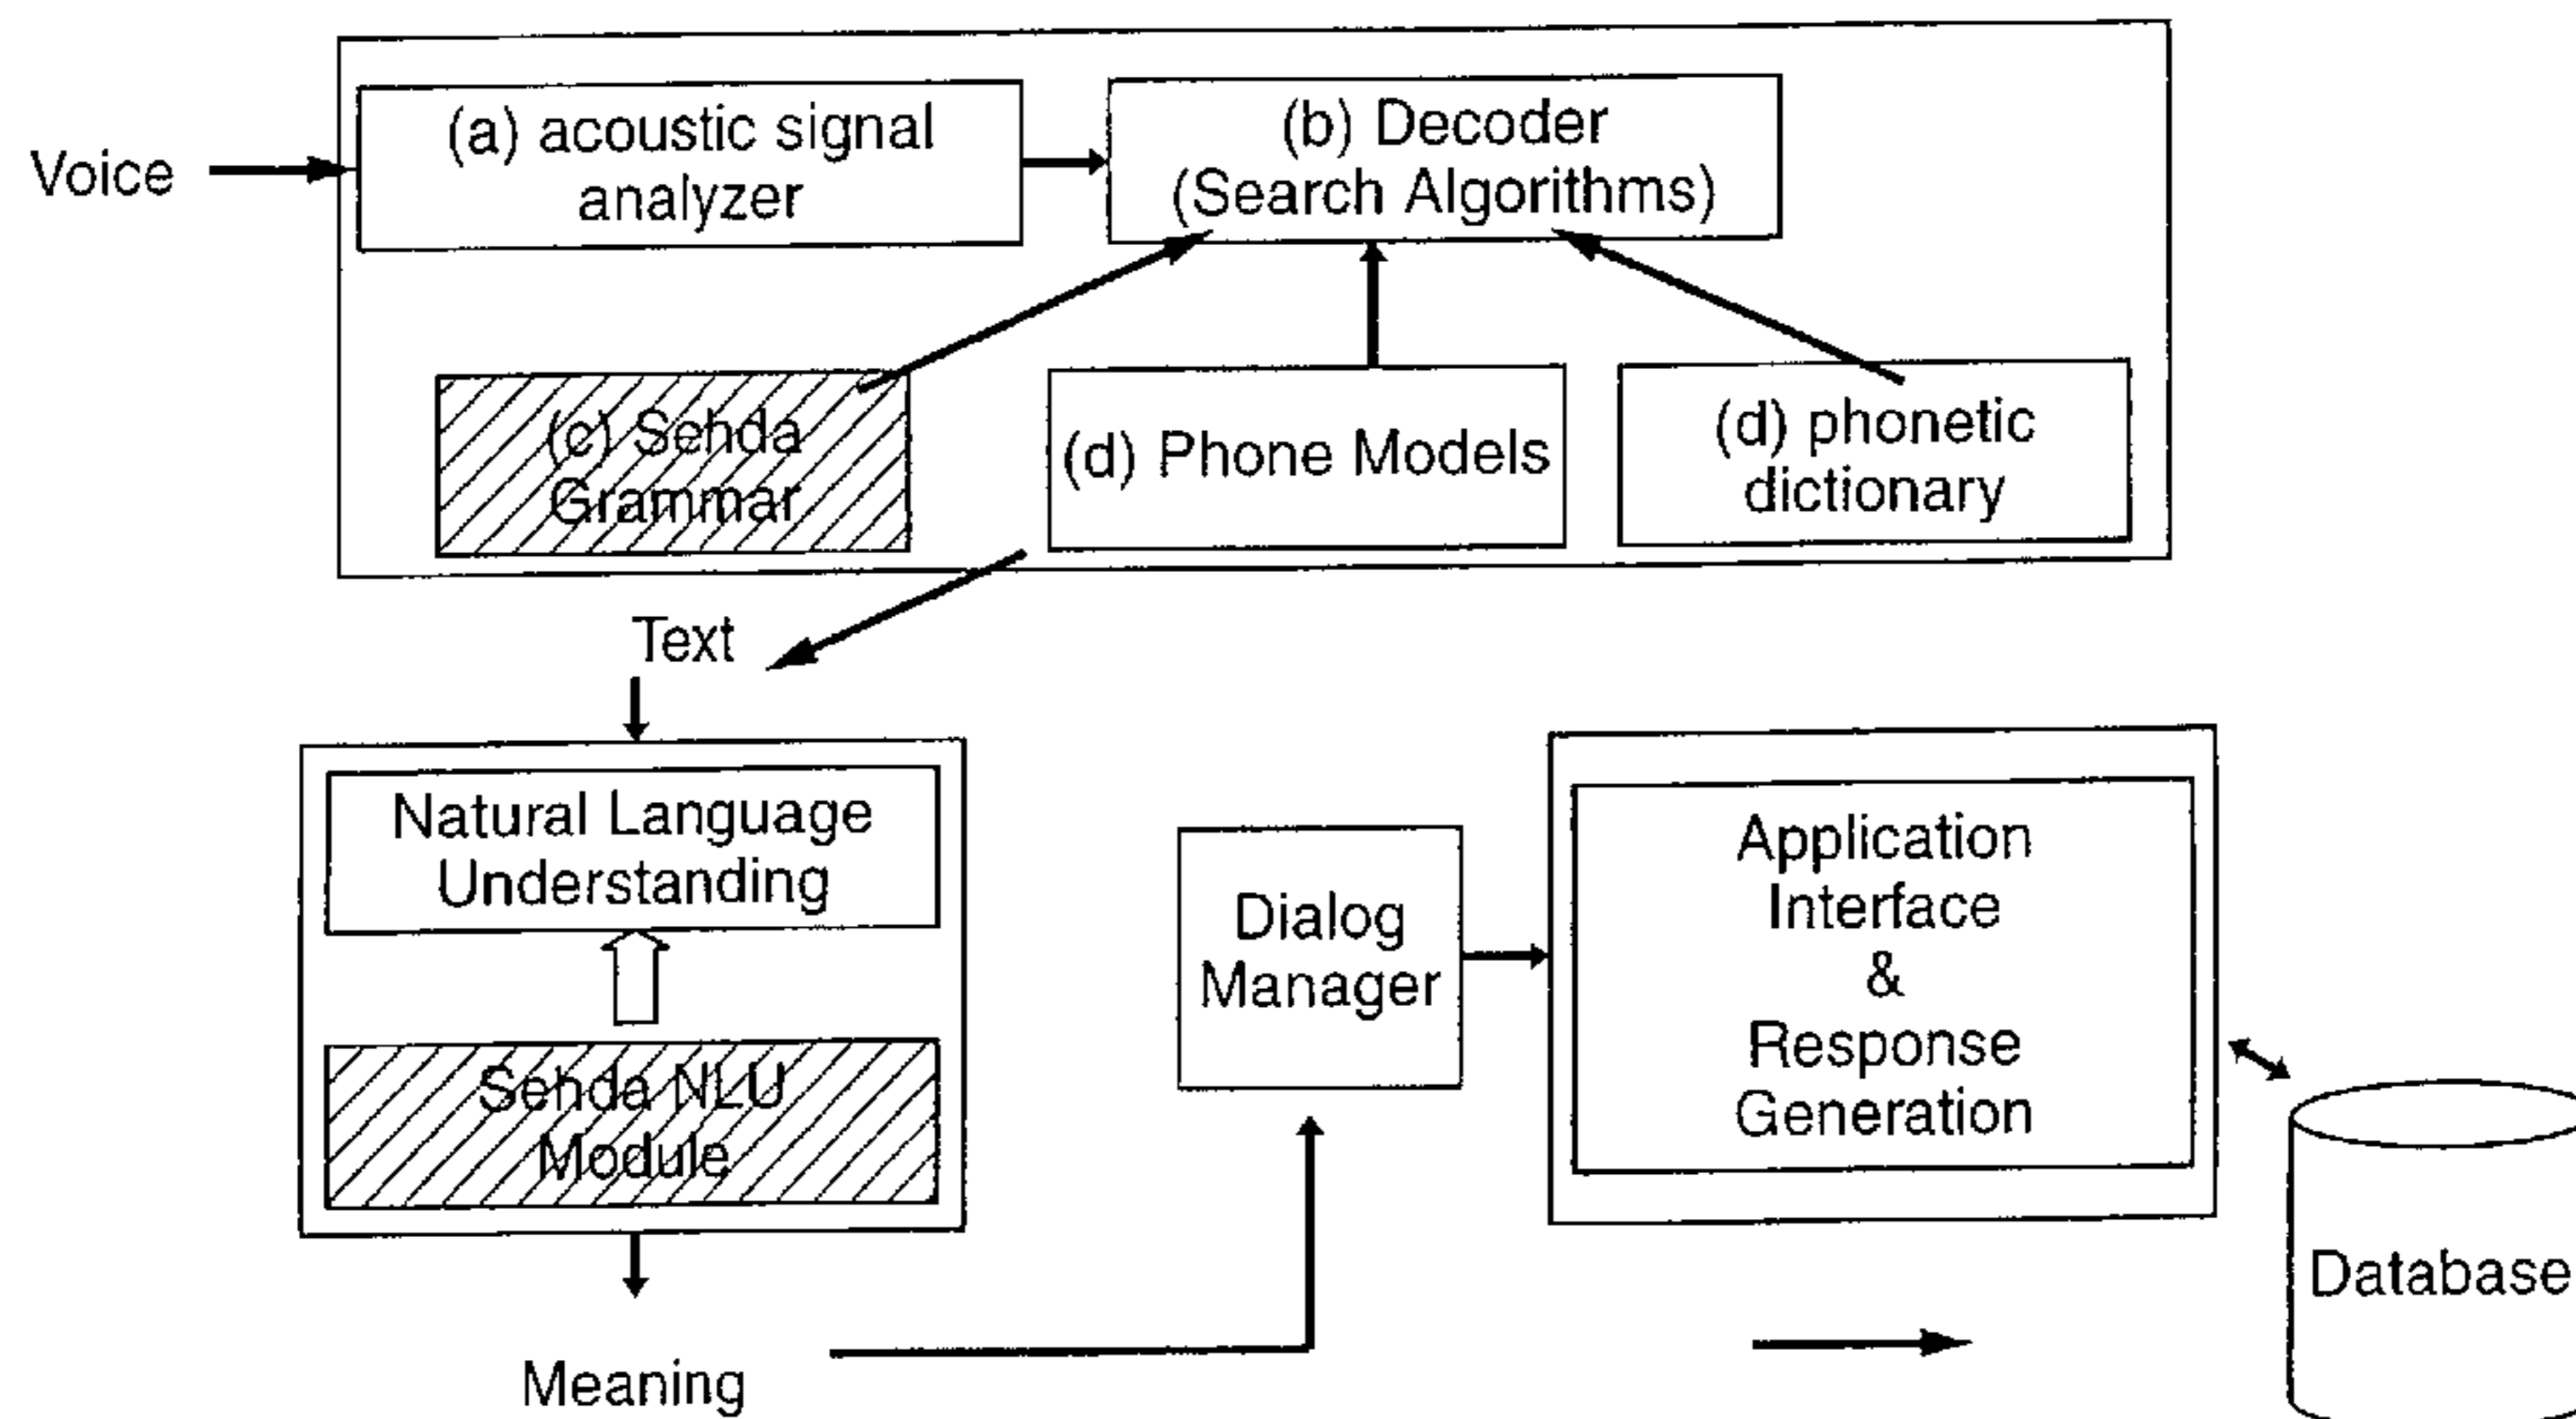 Voice
(a) acoustic signal
analyzer
(b) Decoder
(Search Algorithms)
(c) Sehda
Grammar
(d) Phone Models
(d) phonetic
dictionary
Text
Natural Language
Understanding
Sehda NLU
Module
Meaning
Dialog
Manager
Application
Interface
&
Response
Generation
Database